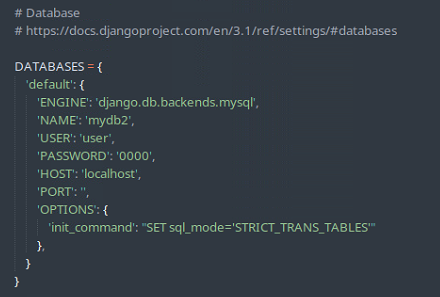 # Database
# https://docs.djangoproject.com/en/3.1/ref/settings/#databases
DATABASES = {
'default': {
'ENGINE': 'django.db.backends.mysql',
'NAME': 'mydb2',
'USER': 'user',
'PASSWORD': '0000',
'HOST': 'localhost',
'PORT': '',
'OPTIONS': {
'init_command': "SET sql_mode='STRICT_TRANS_TABLES'"
},
}
}